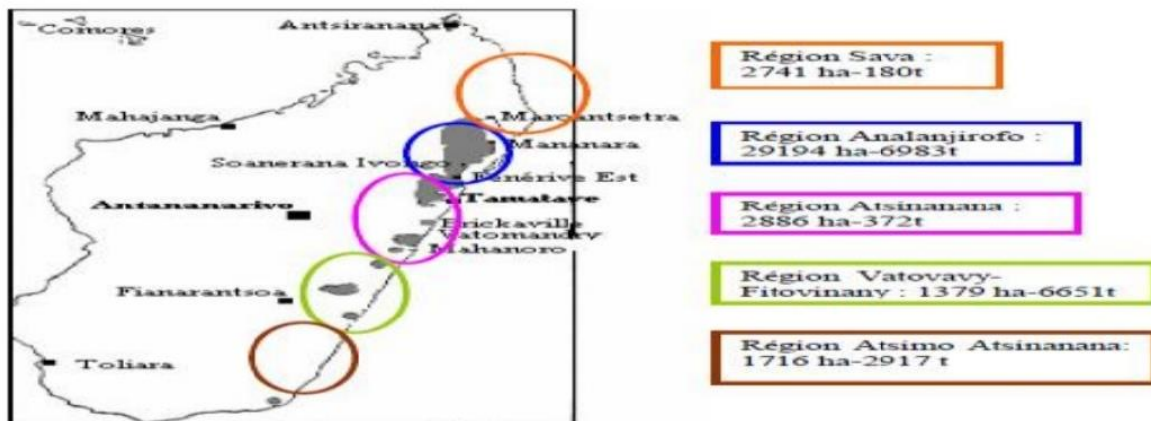 Antsiranana
Comores
Maroantsetra
Mahajanga
Mananara
Soanerana Ivongo
Fénérive Est
Tamatave
Antananarivo
Brickaville
Vatomandry
Mahanoro
Fianarantsoa
Toliara
Région Sava :
2741 ha-180t
Région Analanjirofo :
29194 ha-6983t
Région Atsinanana :
2886 ha-372t
Région Vatovavy-
Fitovinany : 1379 ha-6651t
Région Atsimo Atsinanana:
1716 ha-2917 t